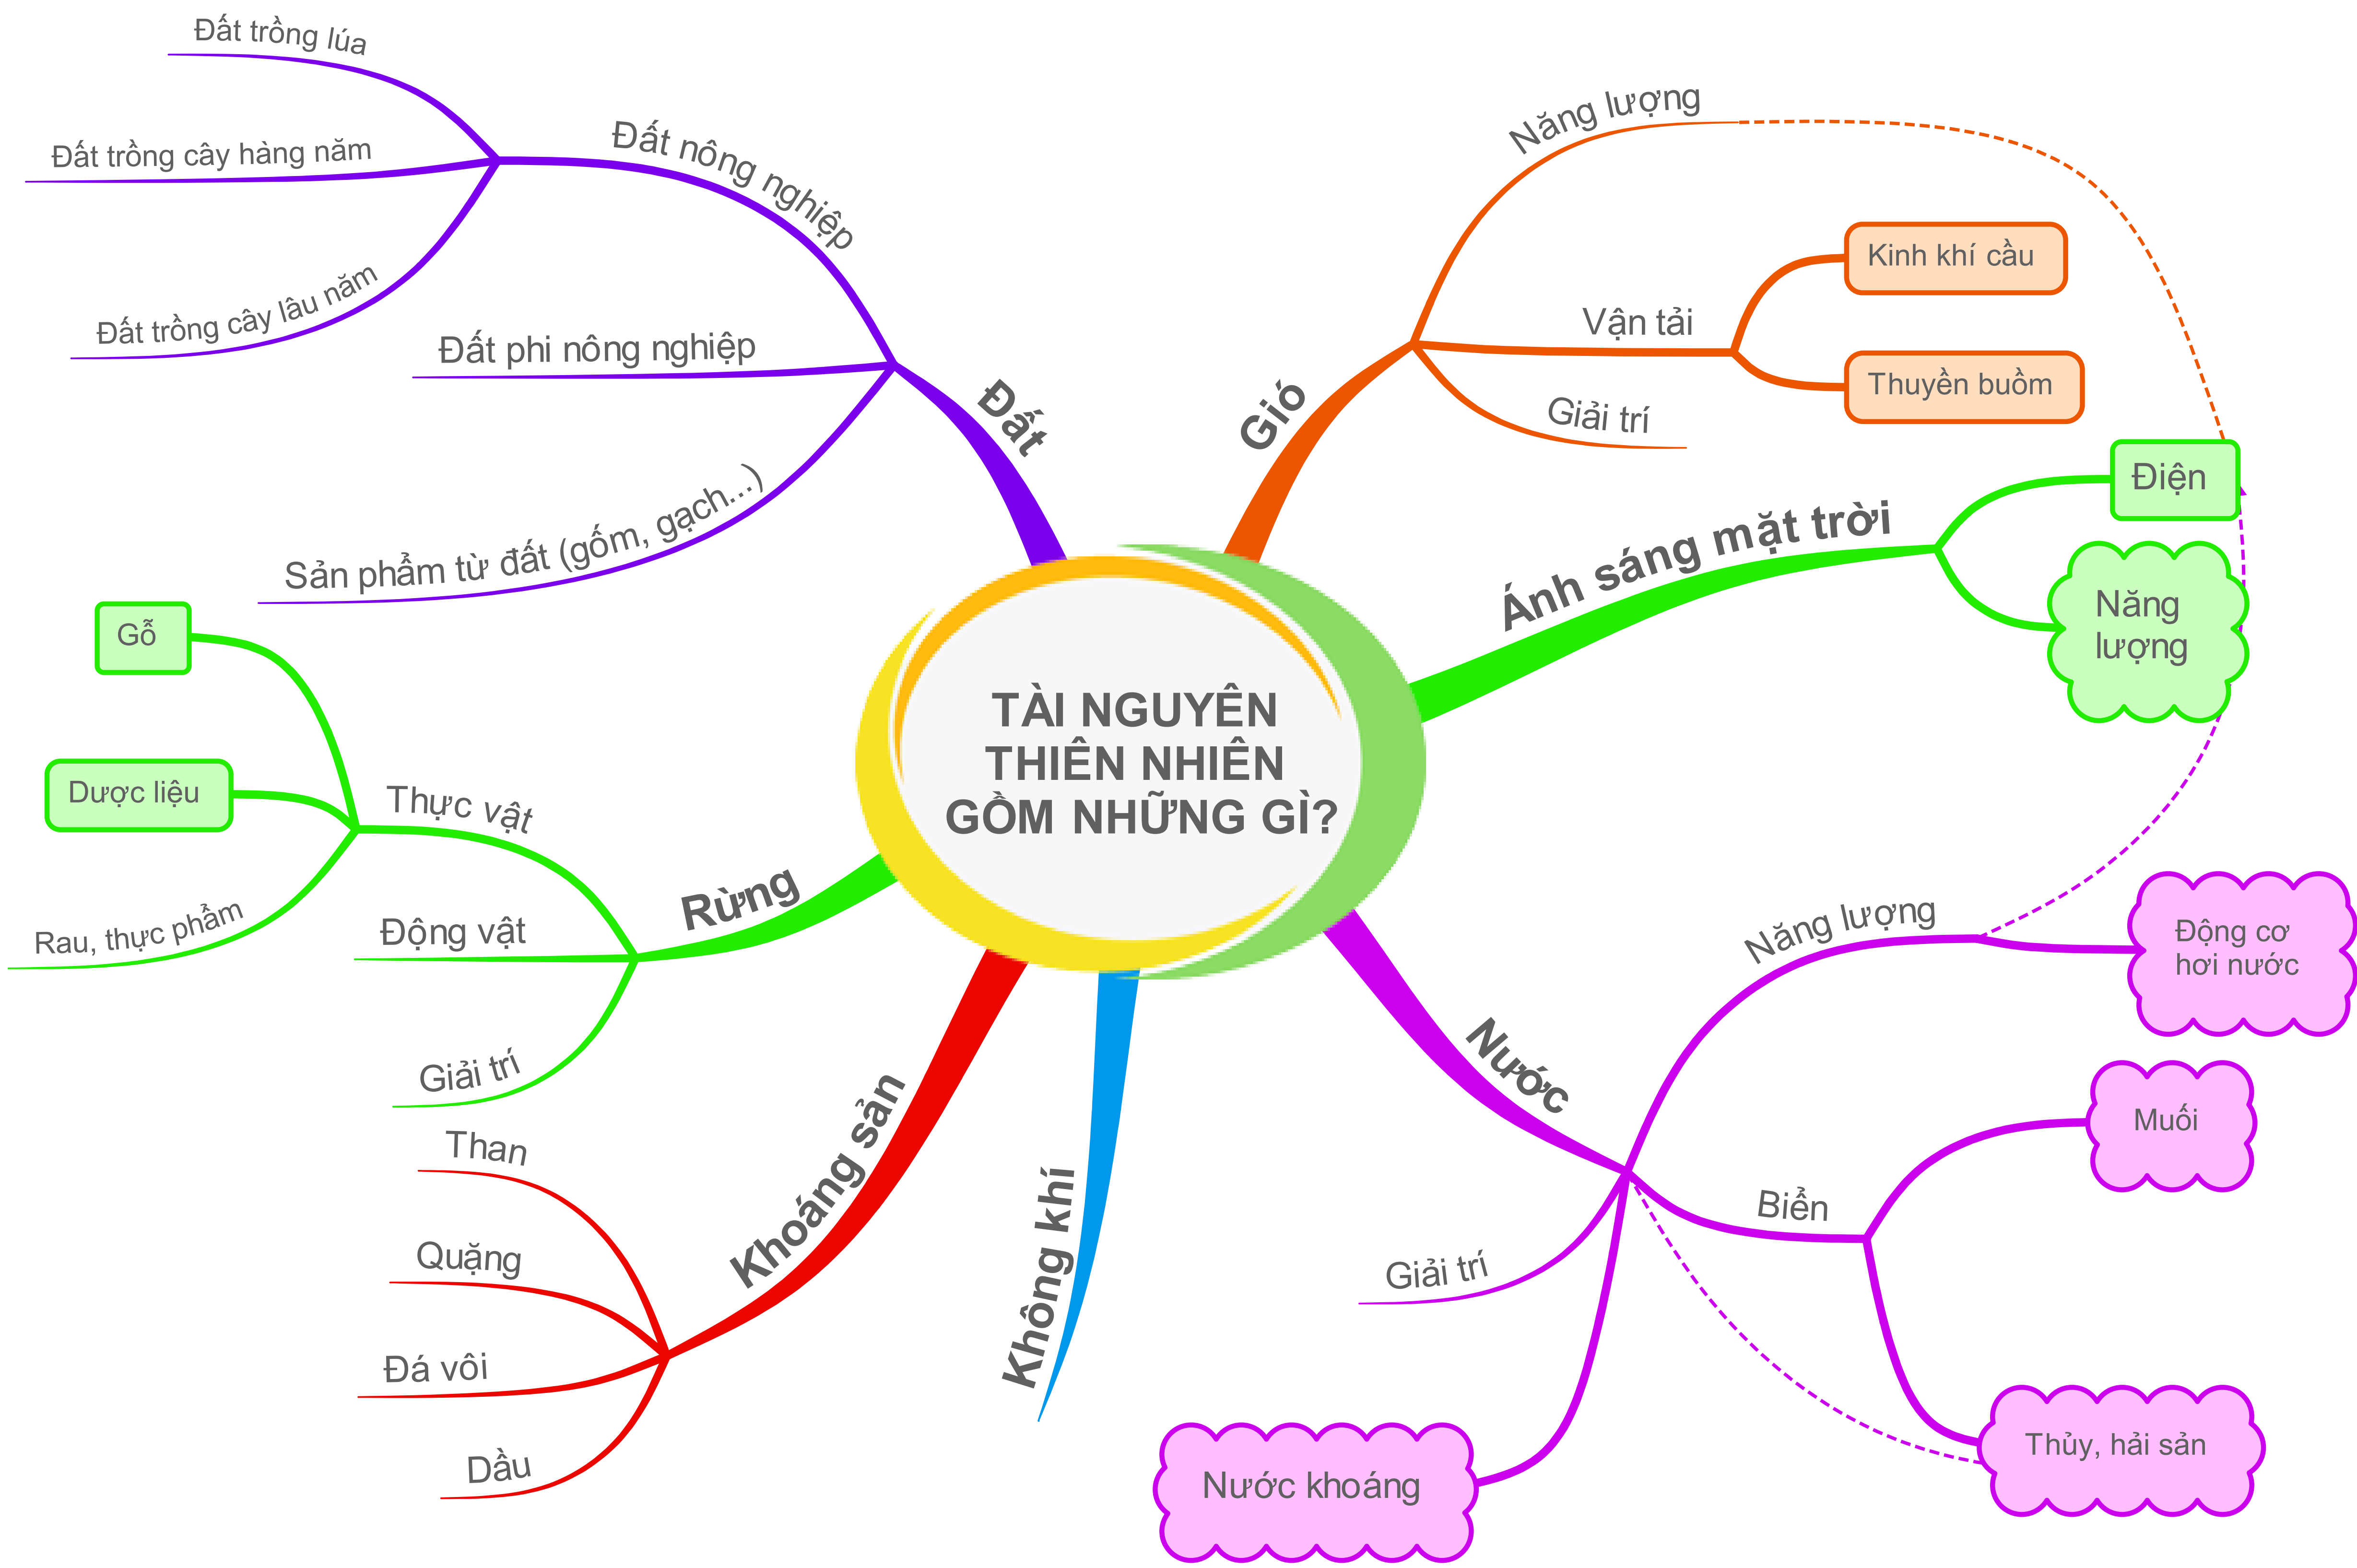 TÀI NGUYÊN
THIÊN NHIÊN
GỒM NHỮNG GÌ?
Gió
Năng lượng
Vận tải
Kinh khí cầu
Thuyền buồm
Giải trí
Ánh sáng mặt trời
Điện
Năng
lượng
Nước
Năng lượng
Động cơ
hơi nước
Biển
Muối
Thủy, hải sản
Giải trí
Nước khoáng
Không khí
Khoáng sản
Than
Quặng
Đá vôi
Dầu
Rừng
Thực vật
Gỗ
Dược liệu
Rau, thực phẩm
Động vật
Giải trí
Đất
Đất nông nghiệp
Đất trồng lúa
Đất trồng cây hàng năm
Đất trồng cây lâu năm
Đất phi nông nghiệp
Sản phẩm từ đất (gốm, gạch...)